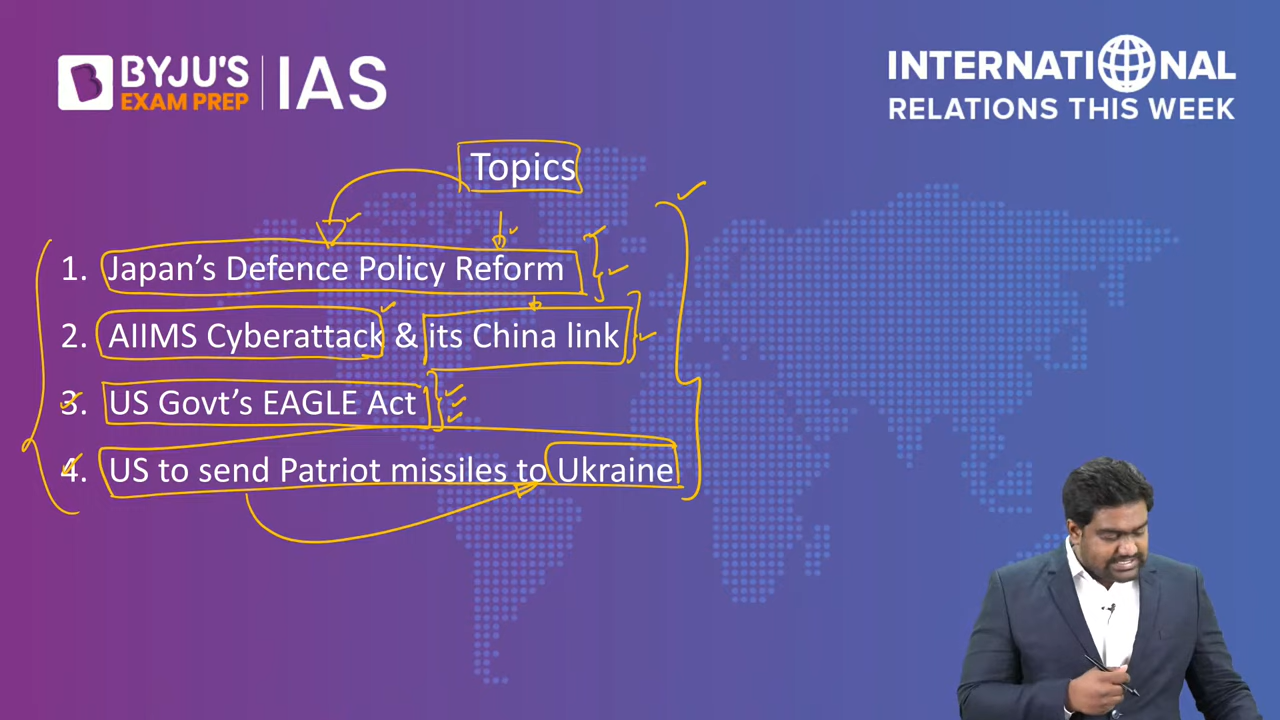 BYJU'S
EXAM PREP
IAS
INTERNATIONAL
RELATIONS THIS WEEK
Topics
1. Japan's Defence Policy Reform
2. AIIMS Cyberattack & its China link
3. US Govt's EAGLE Act
4. US to send Patriot missiles to Ukraine